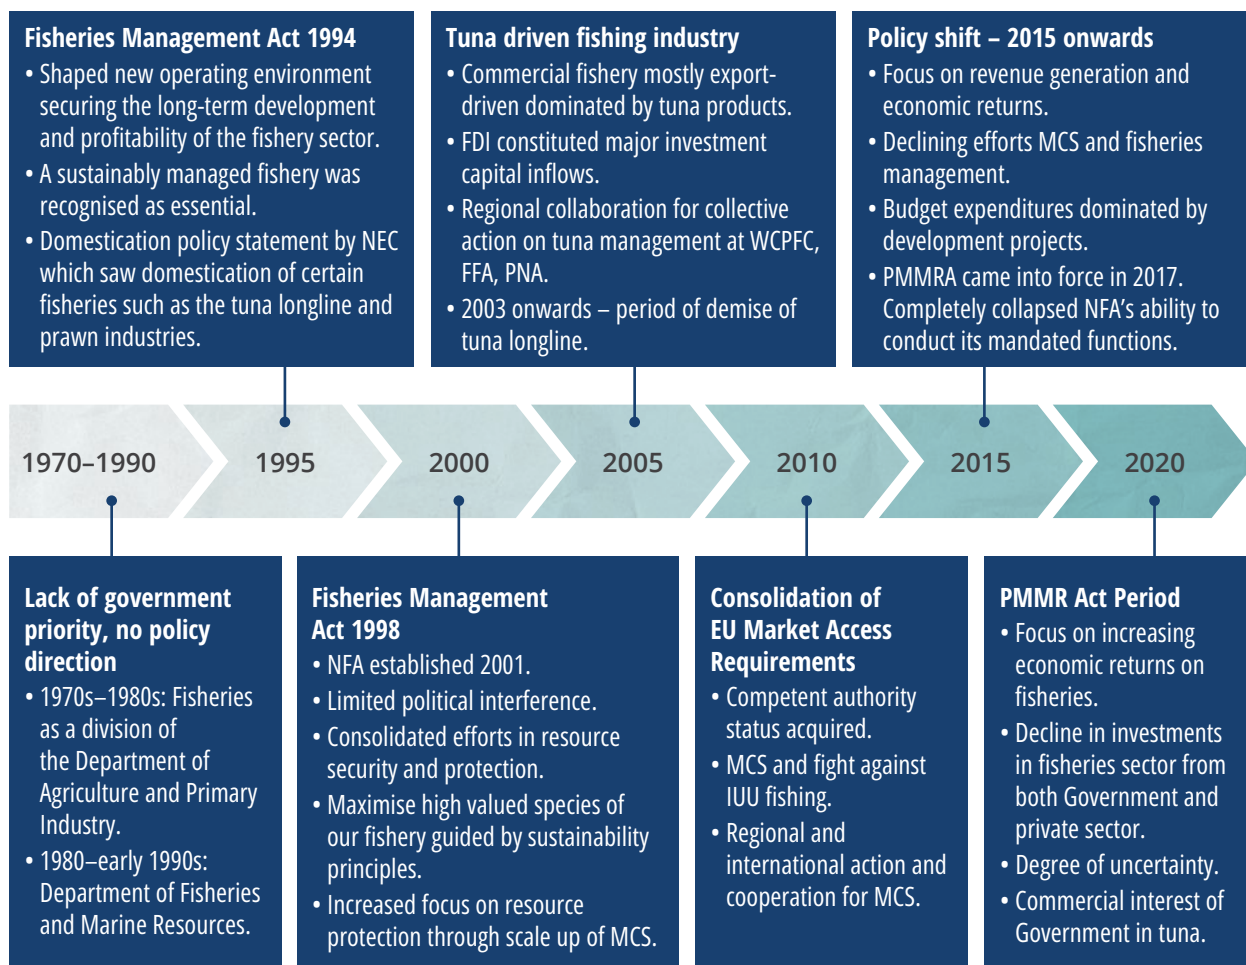 Fisheries Management Act 1994
• Shaped new operating environment
securing the long-term development
and profitability of the fishery sector.
• A sustainably managed fishery was
recognised as essential.
• Domestication policy statement by NEC
which saw domestication of certain
fisheries such as the tuna longline and
prawn industries.
Tuna driven fishing industry
• Commercial fishery mostly export-
driven dominated by tuna products.
• FDI constituted major investment
capital inflows.
• Regional collaboration for collective
action on tuna management at WCPFC,
FFA, PNA.
• 2003 onwards – period of demise of
tuna longline.
Policy shift – 2015 onwards
• Focus on revenue generation and
economic returns.
• Declining efforts MCS and fisheries
management.
• Budget expenditures dominated by
development projects.
• PMMRA came into force in 2017.
Completely collapsed NFA’s ability to
conduct its mandated functions.
1970–1990
1995
2000
2005
2010
2015
2020
Lack of government
priority, no policy
direction
• 1970s–1980s: Fisheries
as a division of
the Department of
Agriculture and Primary
Industry.
• 1980–early 1990s:
Department of Fisheries
and Marine Resources.
Fisheries Management
Act 1998
• NFA established 2001.
• Limited political interference.
• Consolidated efforts in resource
security and protection.
• Maximise high valued species of
our fishery guided by sustainability
principles.
• Increased focus on resource
protection through scale up of MCS.
Consolidation of
EU Market Access
Requirements
• Competent authority
status acquired.
• MCS and fight against
IUU fishing.
• Regional and
international action and
cooperation for MCS.
PMMR Act Period
• Focus on increasing
economic returns on
fisheries.
• Decline in investments
in fisheries sector from
both Government and
private sector.
• Degree of uncertainty.
• Commercial interest of
Government in tuna.